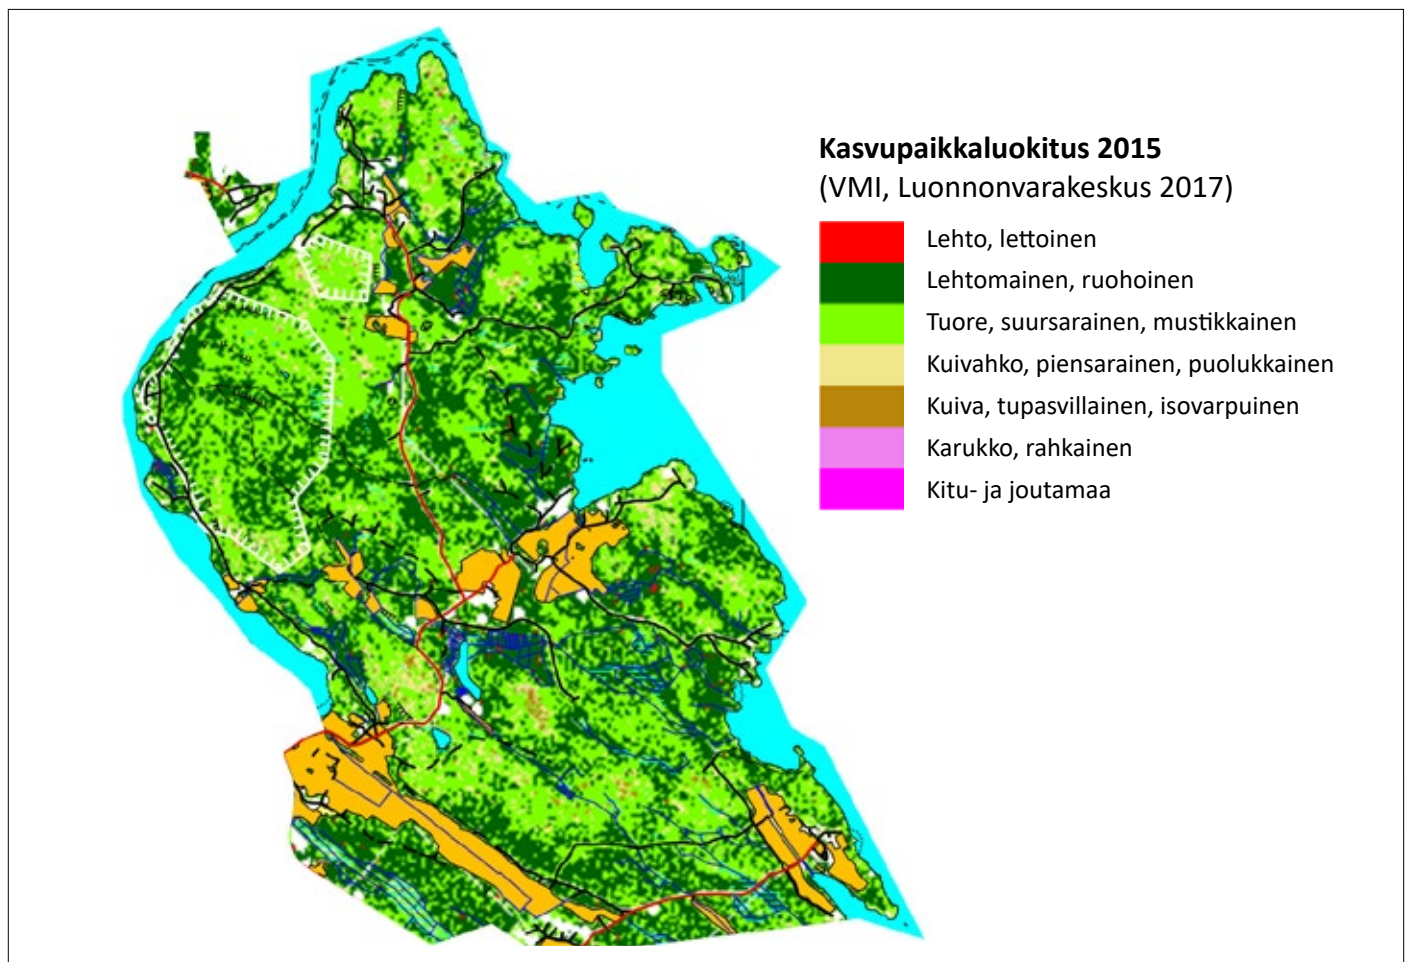 Kasvupaikkaluokitus 2015
(VMI, Luonnonvarakeskus 2017)
Lehto, lettoinen
Lehtomainen, ruohoinen
Tuore, suursarainen, mustikkainen
Kuivahko, piensarainen, puolukkainen
Kuiva, tupasvillainen, isovarpuinen
Karukko, rahkainen
Kitu- ja joutamaa